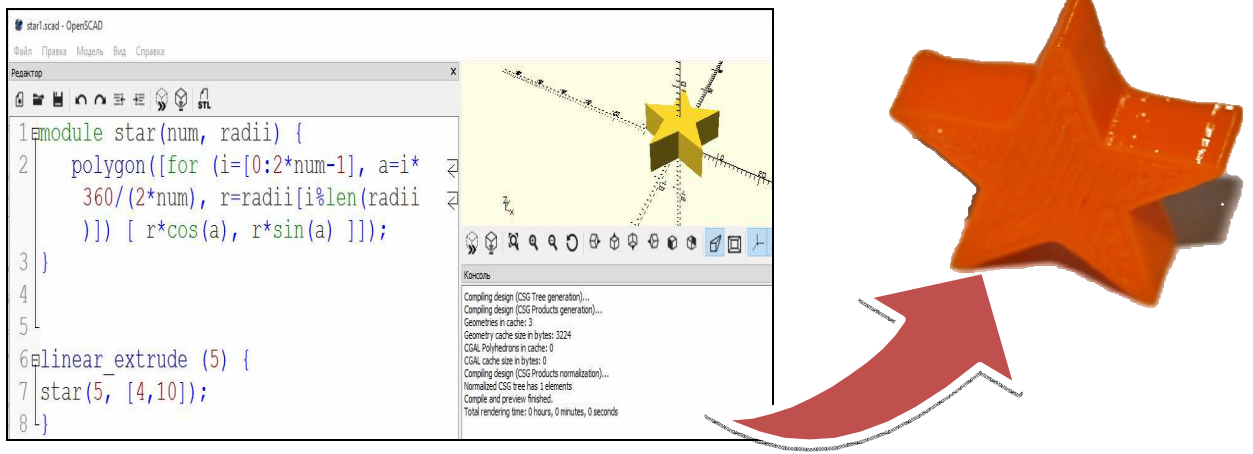 star1.scad - OpenSCAD
Файл Правка Модель Вид Справка
Редактор X
STL
1 module star(num, radii) {
2 polygon([for (i=[0:2*num-1], a=i*
360/(2*num), r=radii[i%len(radii
)]) [ r*cos(a), r*sin(a) ]]);
3 }
4
5
6 linear_extrude (5) {
7 star(5, [4,10]);
8 }
Консоль
Compiling design (CSG Tree generation)...
Compiling design (CSG Products generation)...
Geometries in cache: 3
Geometry cache size in bytes: 3224
CGAL Polyhedrons in cache: 0
CGAL cache size in bytes: 0
Compiling design (CSG Products normalization)...
Normalized CSG tree has 1 elements
Compile and preview finished.
Total rendering time: 0 hours, 0 minutes, 0 seconds